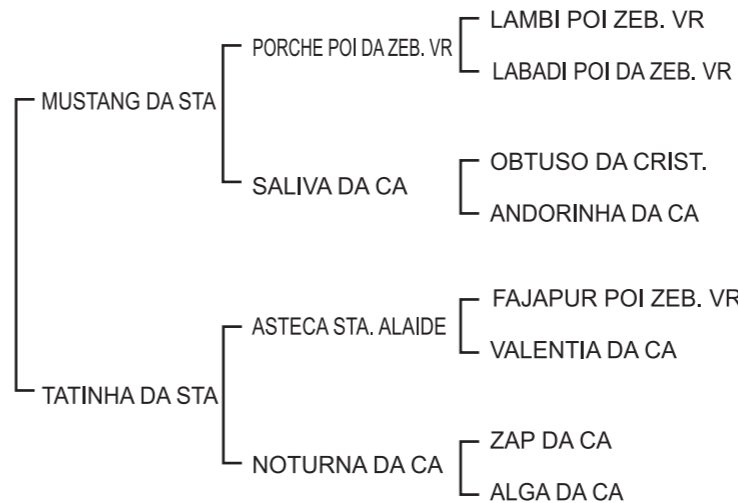 LAMBI POI ZEB. VR
PORCHE POI DA ZEB. VR
LABADI POI DA ZEB. VR
MUSTANG DA STA
OBTUSO DA CRIST.
SALIVA DA CA
ANDORINHA DA CA
FAJAPUR POI ZEB. VR
ASTECA STA. ALAIDE
VALENTIA DA CA
TATINHA DA STA
ZAP DA CA
NOTURNA DA CA
ALGA DA CA